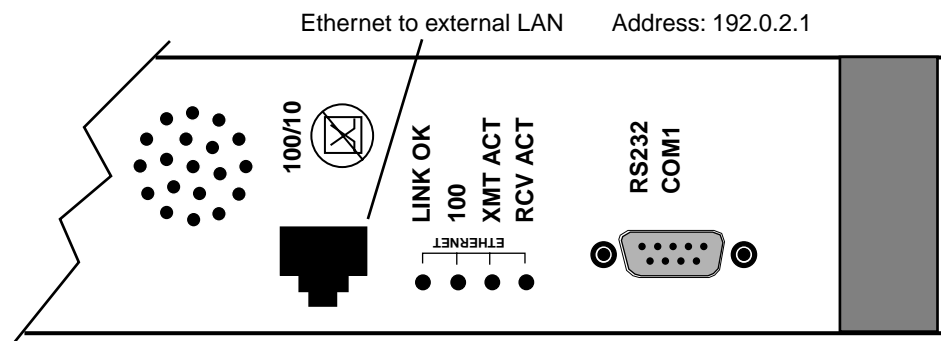 Ethernet to external LAN Address: 192.0.2.1
100/10
LINK OK
100
XMT ACT
RCV ACT
ETHERNET
RS232
COM1